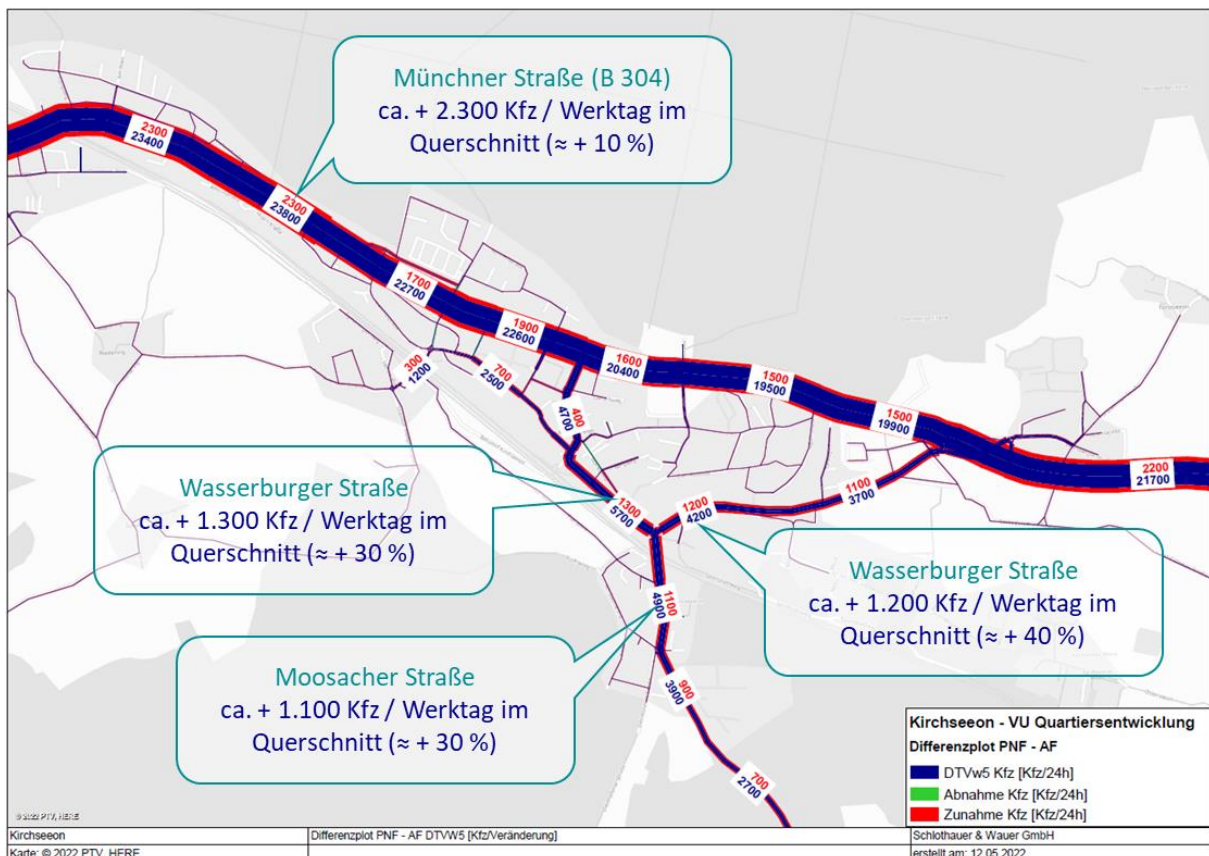 Münchner Straße (B 304)
ca. + 2.300 Kfz / Werktag im
Querschnitt (≈ + 10 %)
2300
23400
2300
23800
1700
22700
1900
22600
1600
20400
1500
19500
1500
19900
2200
21700
300
1200
700
2500
400
4700
1300
5700
1200
4200
1100
3700
1100
4900
900
3900
700
2700
Wasserburger Straße
ca. + 1.300 Kfz / Werktag im
Querschnitt (≈ + 30 %)
Wasserburger Straße
ca. + 1.200 Kfz / Werktag im
Querschnitt (≈ + 40 %)
Moosacher Straße
ca. + 1.100 Kfz / Werktag im
Querschnitt (≈ + 30 %)
Kirchseeon - VU Quartiersentwicklung
Differenzplot PNF - AF
DTVw5 Kfz [Kfz/24h]
Abnahme Kfz [Kfz/24h]
Zunahme Kfz [Kfz/24h]
© 2022 PTV, HERE
Kirchseeon
Differenzplot PNF - AF DTVW5 [Kfz/Veränderung]
Schlothauer & Wauer GmbH
Karte: © 2022 PTV, HERE
erstellt am: 12.05.2022